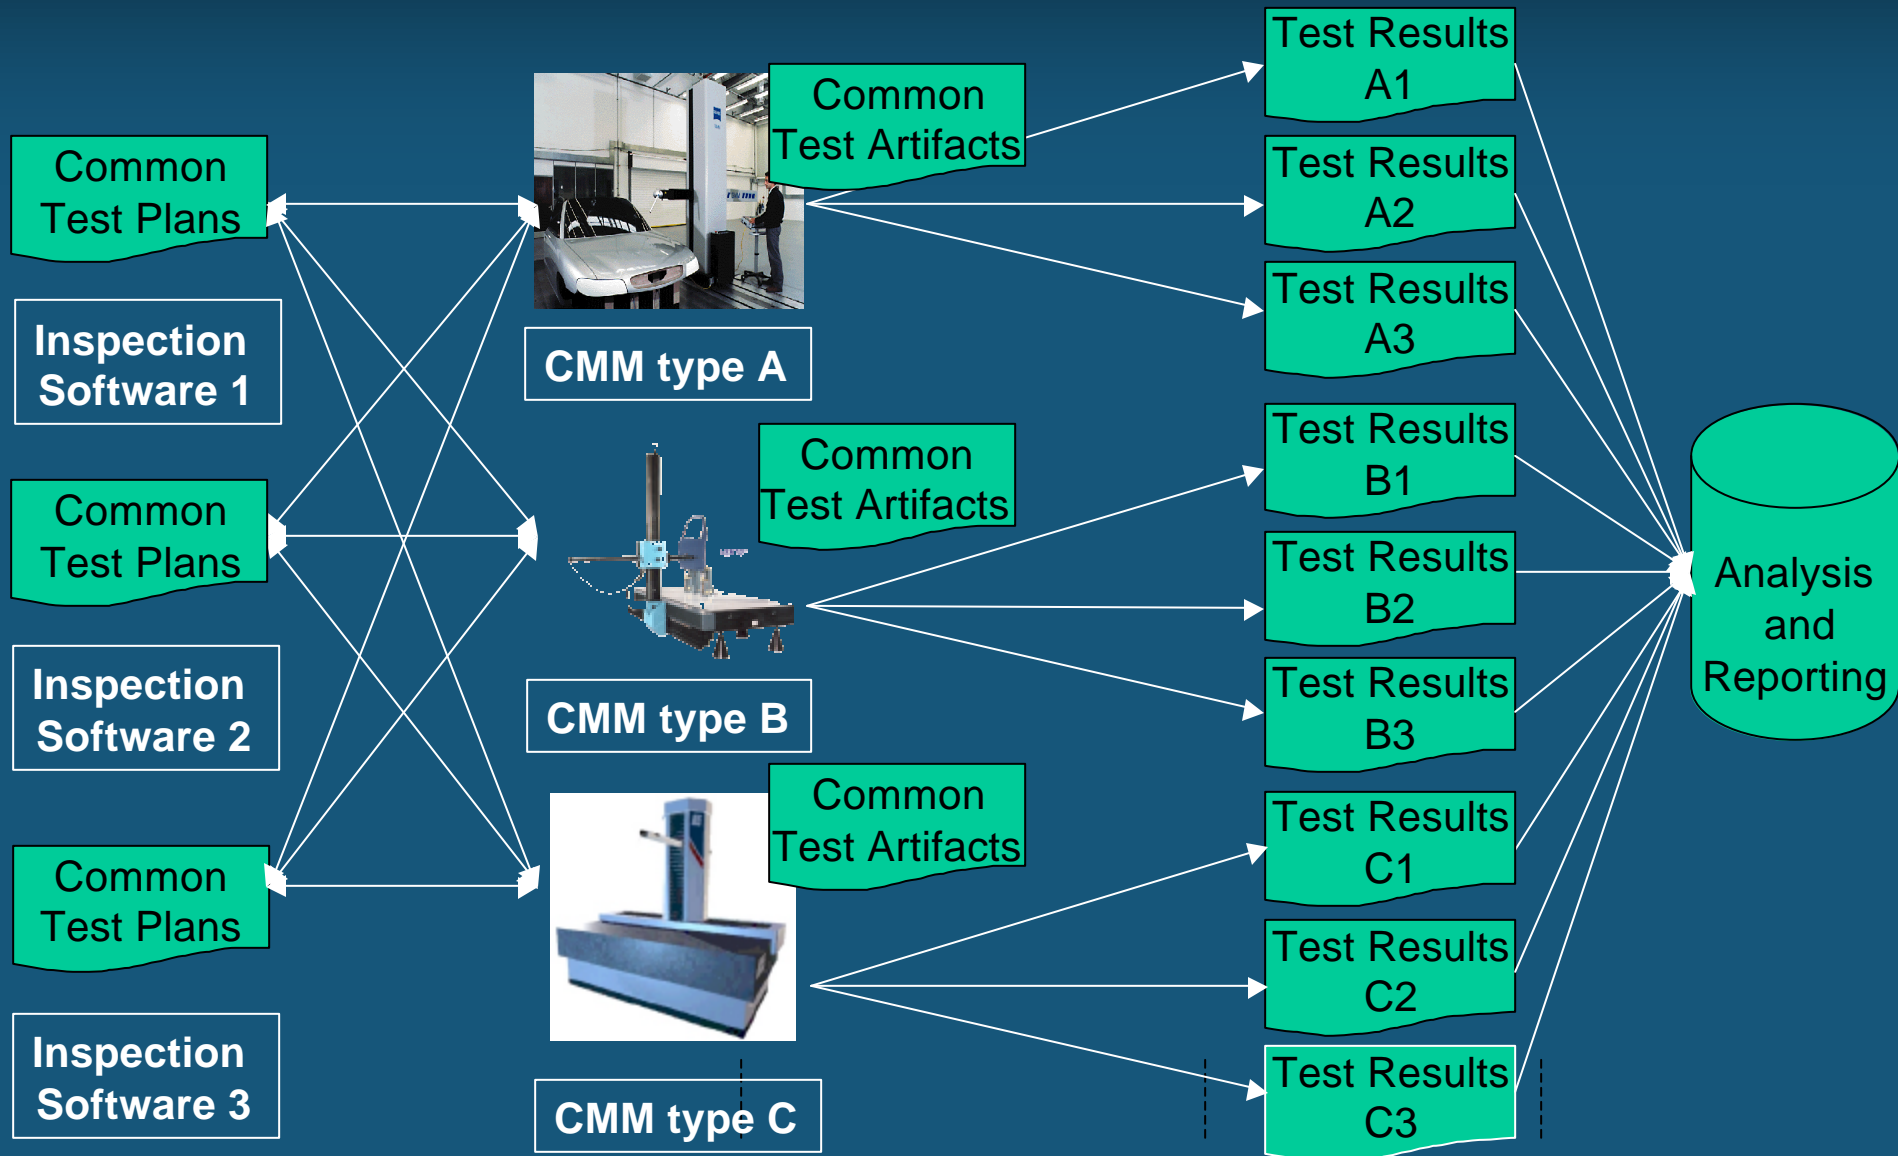 Common
Test Plans
Inspection
Software 1
Common
Test Plans
Inspection
Software 2
Common
Test Plans
Inspection
Software 3
CMM type A
Common
Test Artifacts
CMM type B
Common
Test Artifacts
CMM type C
Common
Test Artifacts
Test Results
A1
Test Results
A2
Test Results
A3
Test Results
B1
Test Results
B2
Test Results
B3
Test Results
C1
Test Results
C2
Test Results
C3
Analysis
and
Reporting